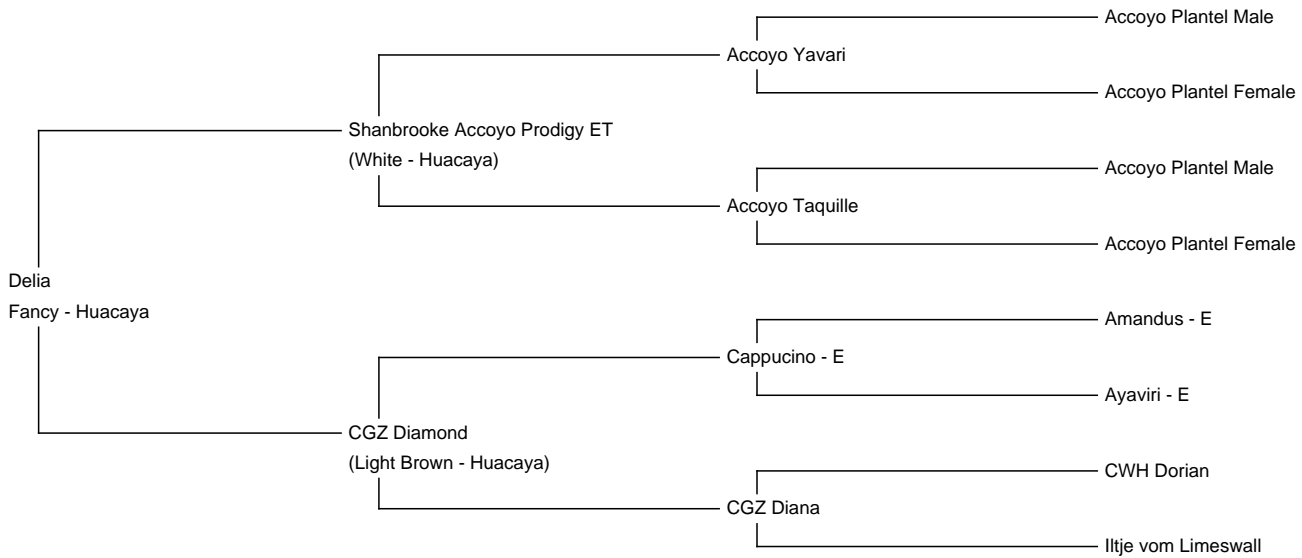 Accoyo Plantel Male
Accoyo Yavari
Accoyo Plantel Female
Shanbrooke Accoyo Prodigy ET
(White - Huacaya)
Accoyo Plantel Male
Accoyo Taquille
Accoyo Plantel Female
Delia
Fancy - Huacaya
Amandus - E
Cappucino - E
Ayaviri - E
CGZ Diamond
(Light Brown - Huacaya)
CWH Dorian
CGZ Diana
Iltje vom Limeswall